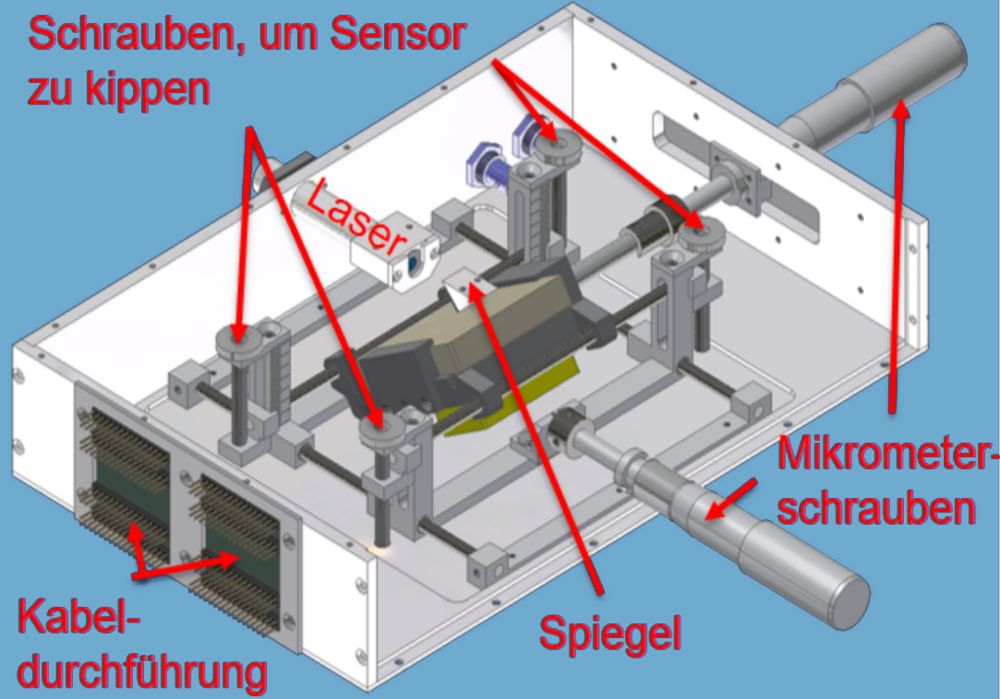 Schrauben, um Sensor
zu kippen
Laser
Mikrometer-
schrauben
Spiegel
Kabel-
durchführung